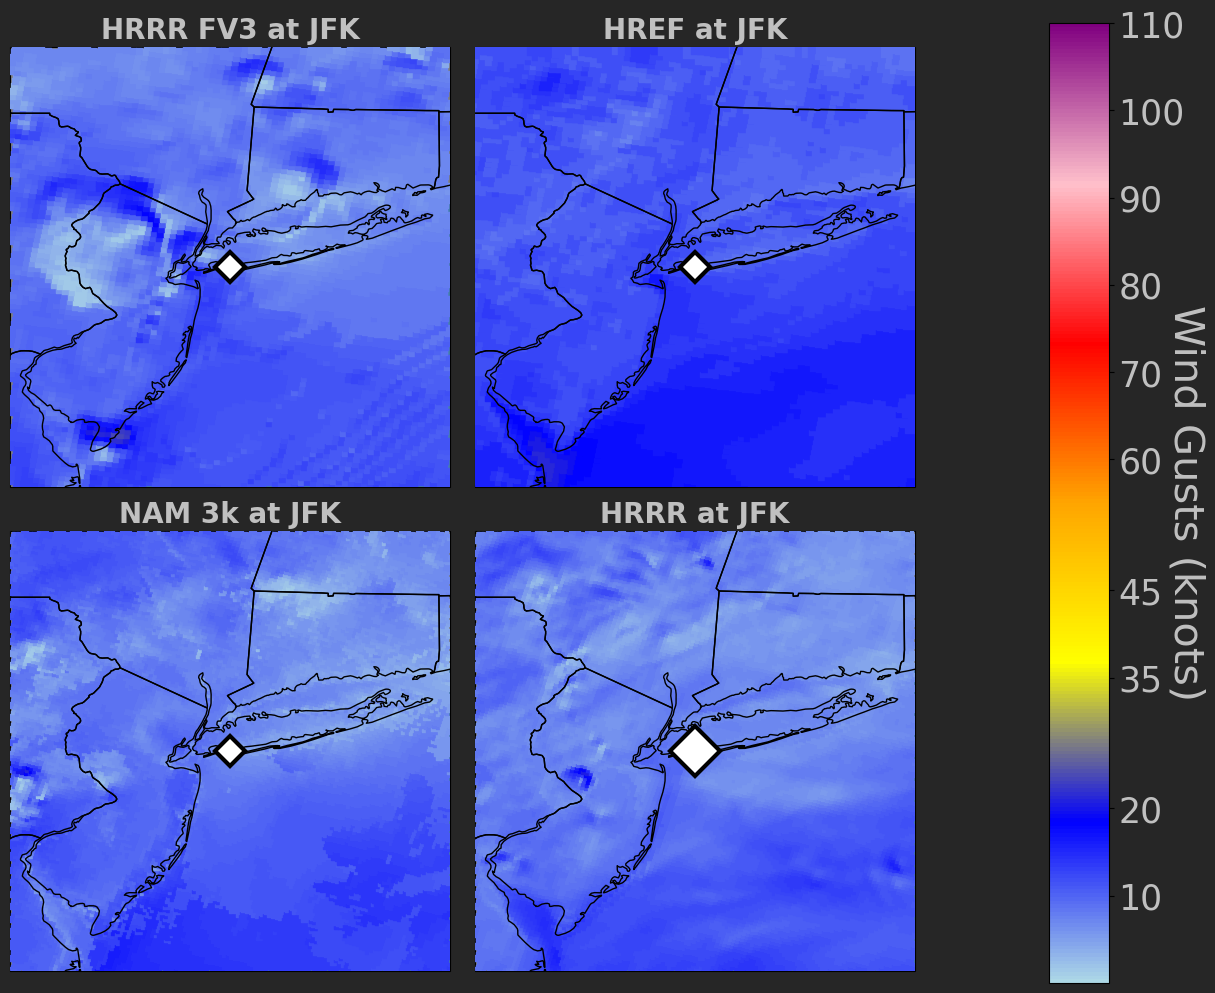 HRRR FV3 at JFK
HREF at JFK
NAM 3k at JFK
HRRR at JFK
110
100
90
80
70
60
45
35
20
10
Wind Gusts (knots)